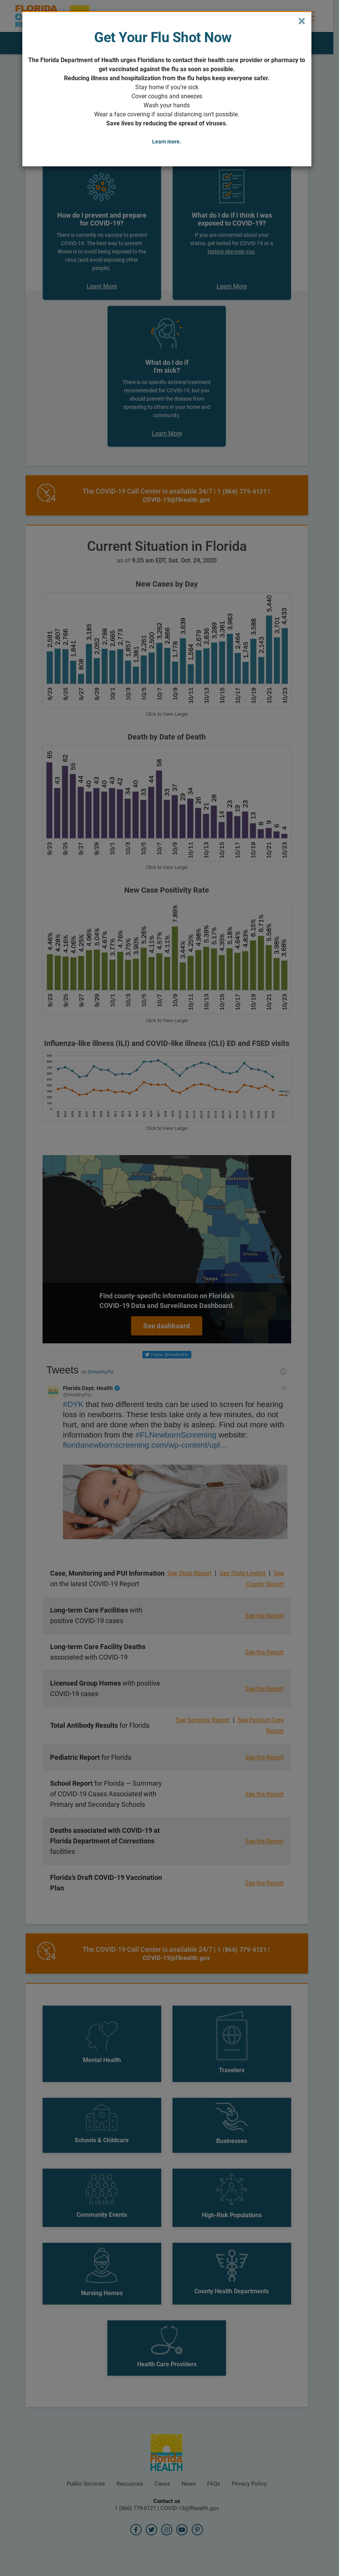 ×
Get Your Flu Shot Now
The Florida Department of Health urges Floridians to contact their health care provider or pharmacy to
get vaccinated against the flu as soon as possible.
Reducing illness and hospitalization from the flu helps keep everyone safer.
Stay home if you're sick
Cover coughs and sneezes
Wash your hands
Wear a face covering if social distancing isn't possible.
Save lives by reducing the spread of viruses.
Learn more.
How do I prevent and prepare
for COVID-19?
There is currently no vaccine to prevent
COVID-19. The best way to prevent
illness is to avoid being exposed to the
virus (and avoid exposing other
people).
Learn More
What do I do if I think I was
exposed to COVID-19?
If you are concerned about your
status, get tested for COVID-19 at a
testing site near you.
Learn More
What do I do if
I'm sick?
There is no specific antiviral treatment
recommended for COVID-19, but you
should prevent the disease from
spreading to others in your home and
community.
Learn More
24
The COVID-19 Call Center is available 24/7 | 1 (866) 779-6121 |
COVID-19@flhealth.gov
Current Situation in Florida
as of 9:25 am EDT, Sat. Oct. 24, 2020
New Cases by Day
2,591 2,807 2,766 1,841 808 3,185 2,052 2,798 2,665 2,773 1,857 1,381 2,261 2,500 3,262 2,866 1,778 3,639 1,564 2,679 2,836 3,289 3,381 3,983 2,464 1,745 3,588 2,143 5,440 3,701 4,433
9/23 9/25 9/27 9/29 10/1 10/3 10/5 10/7 10/9 10/11 10/13 10/15 10/17 10/19 10/21 10/23
Click to View Larger
Death by Date of Death
65 43 62 55 44 40 43 40 43 42 34 40 33 44 58 33 37 29 34 26 21 28 14 23 19 23 13 8 9 6 4
9/23 9/25 9/27 9/29 10/1 10/3 10/5 10/7 10/9 10/11 10/13 10/15 10/17 10/19 10/21 10/23
Click to View Larger
New Case Positivity Rate
4.46% 4.28% 4.16% 4.06% 4.25% 4.96% 5.04% 4.67% 3.77% 4.76% 3.75% 3.90% 5.26% 4.11% 4.57% 4.11% 7.89% 3.44% 4.25% 4.98% 5.39% 5.17% 4.35% 5.18% 4.64% 4.83% 6.15% 6.71% 5.58% 3.98% 3.68%
9/23 9/25 9/27 9/29 10/1 10/3 10/5 10/7 10/9 10/11 10/13 10/15 10/17 10/19 10/21 10/23
Click to View Larger
Influenza-like illness (ILI) and COVID-like illness (CLI) ED and FSED visits
Click to View Larger
Jacksonville
Orlando
Tampa
Find county-specific information on Florida's
COVID-19 Data and Surveillance Dashboard.
See dashboard
Follow @HealthyFla
Tweets by @HealthyFla
Florida Dept. Health
@HealthyFla
#DYK that two different tests can be used to screen for hearing
loss in newborns. These tests take only a few minutes, do not
hurt, and are done when the baby is asleep. Find out more with
information from the #FLNewbornScreening website:
floridanewbornscreening.com/wp-content/upl…
Case, Monitoring and PUI Information See State Report | See State Linelist | See
on the latest COVID-19 Report County Report
Long-term Care Facilities with
positive COVID-19 cases
See the Report
Long-term Care Facility Deaths
associated with COVID-19
See the Report
Licensed Group Homes with positive
COVID-19 cases
See the Report
Total Antibody Results for Florida
See Serology Report | See Point-of-Care
Report
Pediatric Report for Florida
See the Report
School Report for Florida — Summary
of COVID-19 Cases Associated with
Primary and Secondary Schools
See the Report
Deaths associated with COVID-19 at
Florida Department of Corrections
facilities
See the Report
Florida's Draft COVID-19 Vaccination
Plan
See the Report
24
The COVID-19 Call Center is available 24/7 | 1 (866) 779-6121 |
COVID-19@flhealth.gov
Mental Health
Travelers
Schools & Childcare
Businesses
Community Events
High-Risk Populations
Nursing Homes
County Health Departments
Health Care Providers
Florida
HEALTH
Public Services Resources Cases News FAQs Privacy Policy
Contact us
1 (866) 779-6121 | COVID-19@flhealth.gov